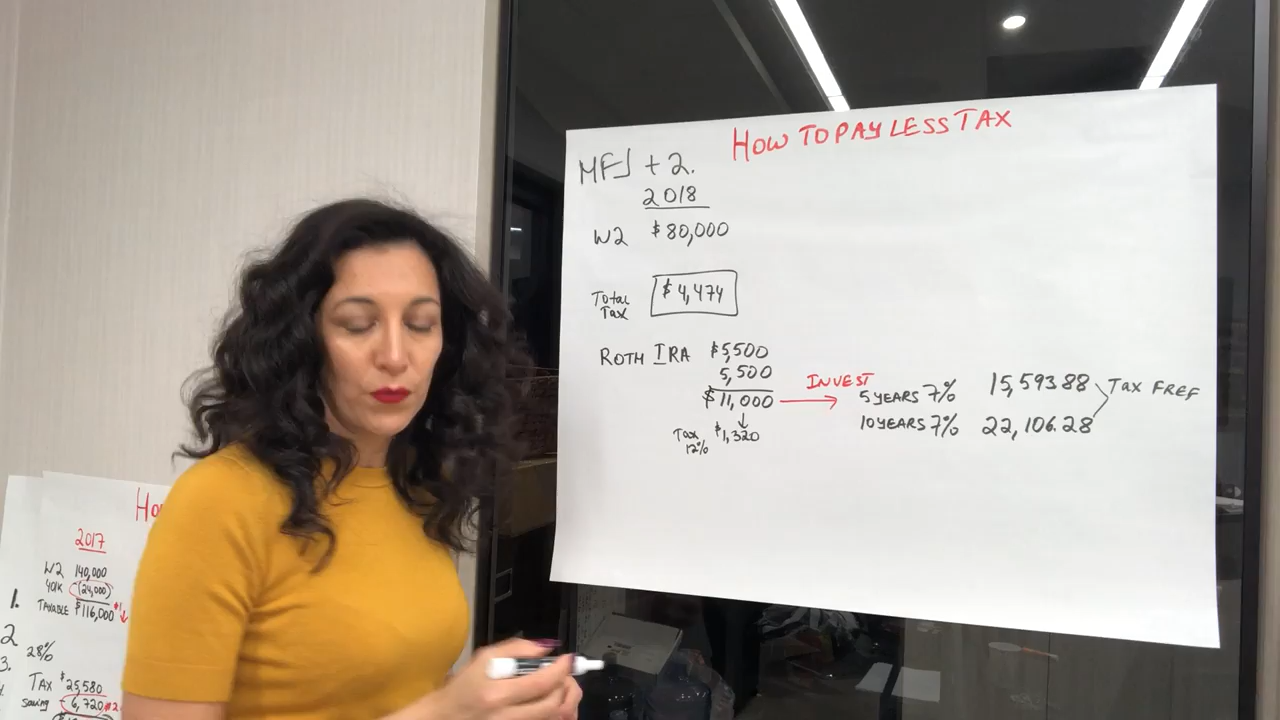 HOW TO PAY LESS TAX
MFJ + 2.
2018
W2 $80,000
Total Tax $4,474
ROTH IRA $5,500
5,500
$11,000
Tax 12% $1,320
INVEST
5 YEARS 7% 15,593.88
10 YEARS 7% 22,106.28
Tax FREE
2017
W2 140,000
401K (24,000)
TAXABLE $116,000 #1
28%
TAX $25,580
Saving 6,720 #2
1.
2
3.